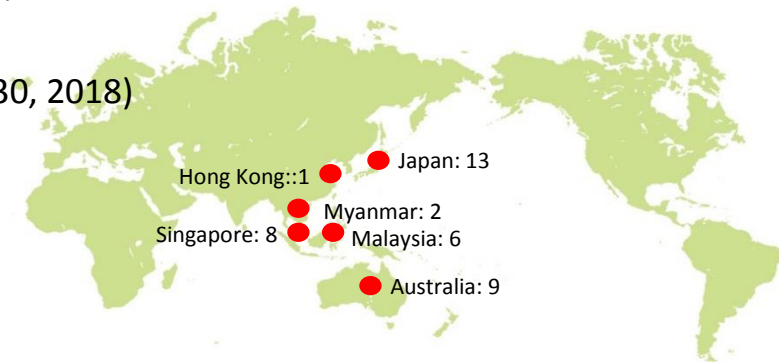 30, 2018)
Japan: 13
Hong Kong::1
Myanmar: 2
Singapore: 8
Malaysia: 6
Australia: 9